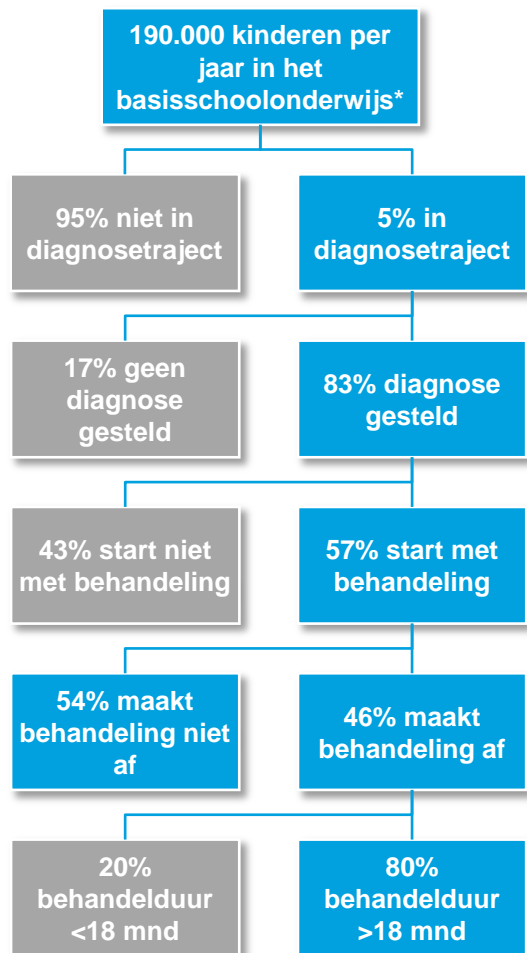 190.000 kinderen per
jaar in het
basisschoolonderwijs*
95% niet in
diagnosetraject
5% in
diagnosetraject
17% geen
diagnose
gesteld
83% diagnose
gesteld
43% start niet
met behandeling
57% start met
behandeling
54% maakt
behandeling niet
af
46% maakt
behandeling af
20%
behandelduur
<18 mnd
80%
behandelduur
>18 mnd